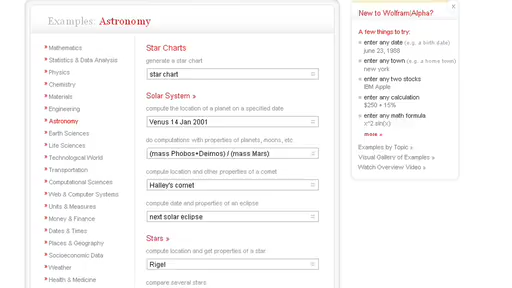 Examples: Astronomy
Mathematics
Statistics & Data Analysis
Physics
Chemistry
Materials
Engineering
Astronomy
Earth Sciences
Life Sciences
Technological World
Transportation
Computational Sciences
Web & Computer Systems
Units & Measures
Money & Finance
Dates & Times
Places & Geography
Socioeconomic Data
Weather
Health & Medicine
Star Charts
generate a star chart
star chart
=
Solar System »
compute the location of a planet on a specified date
Venus 14 Jan 2001
=
do computations with properties of planets, moons, etc
(mass Phobos+Deimos) / (mass Mars)
=
compute location and other properties of a comet
Halley's comet
=
compute date and properties of an eclipse
next solar eclipse
=
Stars »
compute location and get properties of a star
Rigel
=
compare several stars
New to Wolfram|Alpha?
A few things to try:
enter any date (e.g. a birth date)
june 23, 1988
enter any town (e.g. a home town)
new york
enter any two stocks
IBM Apple
enter any calculation
$250 + 15%
enter any math formula
x^2 sin(x)
more »
Examples by Topic »
Visual Gallery of Examples »
Watch Overview Video »